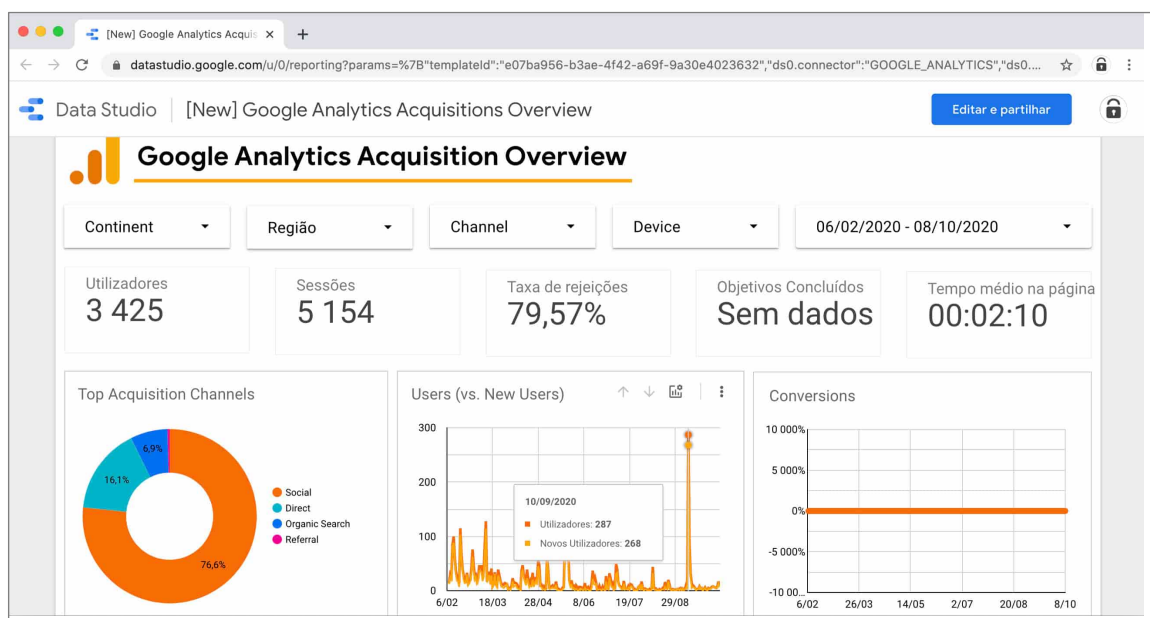 [New] Google Analytics Acquis
datastudio.google.com/u/0/reporting?params=%7B"templateId":"e07ba956-b3ae-4f42-a69f-9a30e4023632","ds0.connector":"GOOGLE_ANALYTICS","ds0....
Data Studio [New] Google Analytics Acquisitions Overview Editar e partilhar
Google Analytics Acquisition Overview
Continent Região Channel Device 06/02/2020 - 08/10/2020
Utilizadores Sessões Taxa de rejeições Objetivos Concluídos Tempo médio na página
3 425 5 154 79,57% Sem dados 00:02:10
Top Acquisition Channels
6,9%
16,1%
76,6%
Social
Direct
Organic Search
Referral
Users (vs. New Users)
300
200
100
0
10/09/2020
Utilizadores: 287
Novos Utilizadores: 268
6/02 18/03 28/04 8/06 19/07 29/08
Conversions
10 000%
5 000%
0%
-5 000%
-10 00...
6/02 26/03 14/05 2/07 20/08 8/10